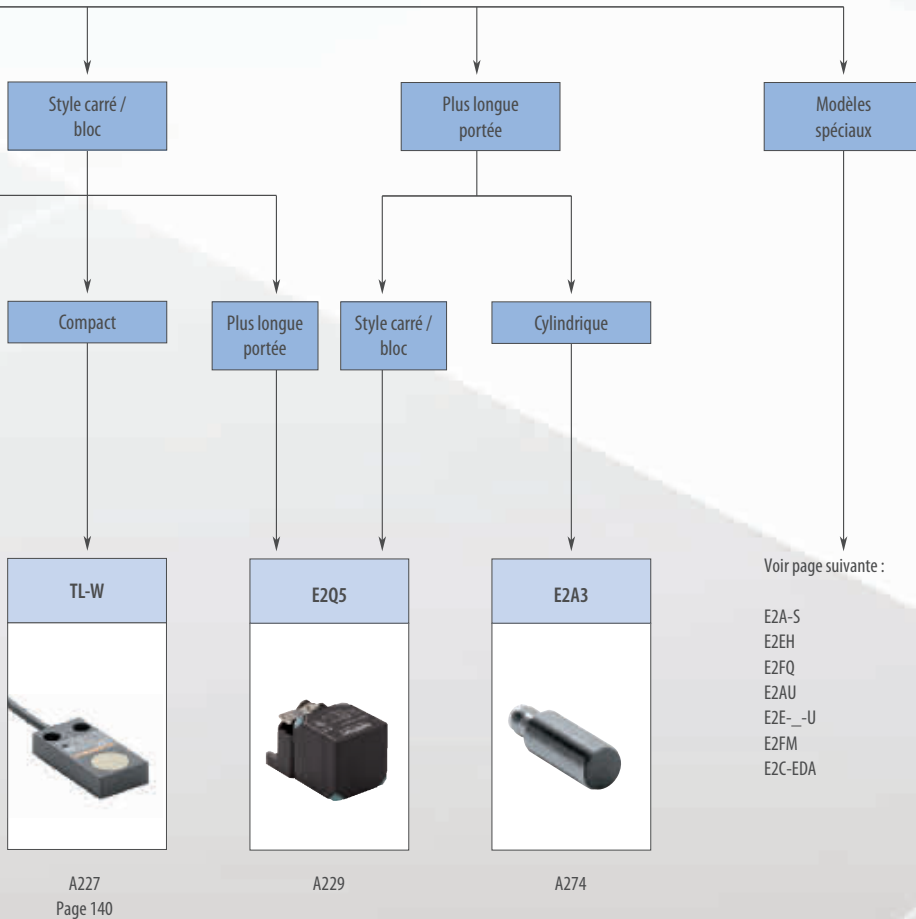 Style carré /
bloc
Plus longue
portée
Modèles
spéciaux
Compact
Plus longue
portée
Style carré /
bloc
Cylindrique
TL-W
E2Q5
E2A3
Voir page suivante :
E2A-S
E2EH
E2FQ
E2AU
E2E-_-U
E2FM
E2C-EDA
A227
Page 140
A229
A274